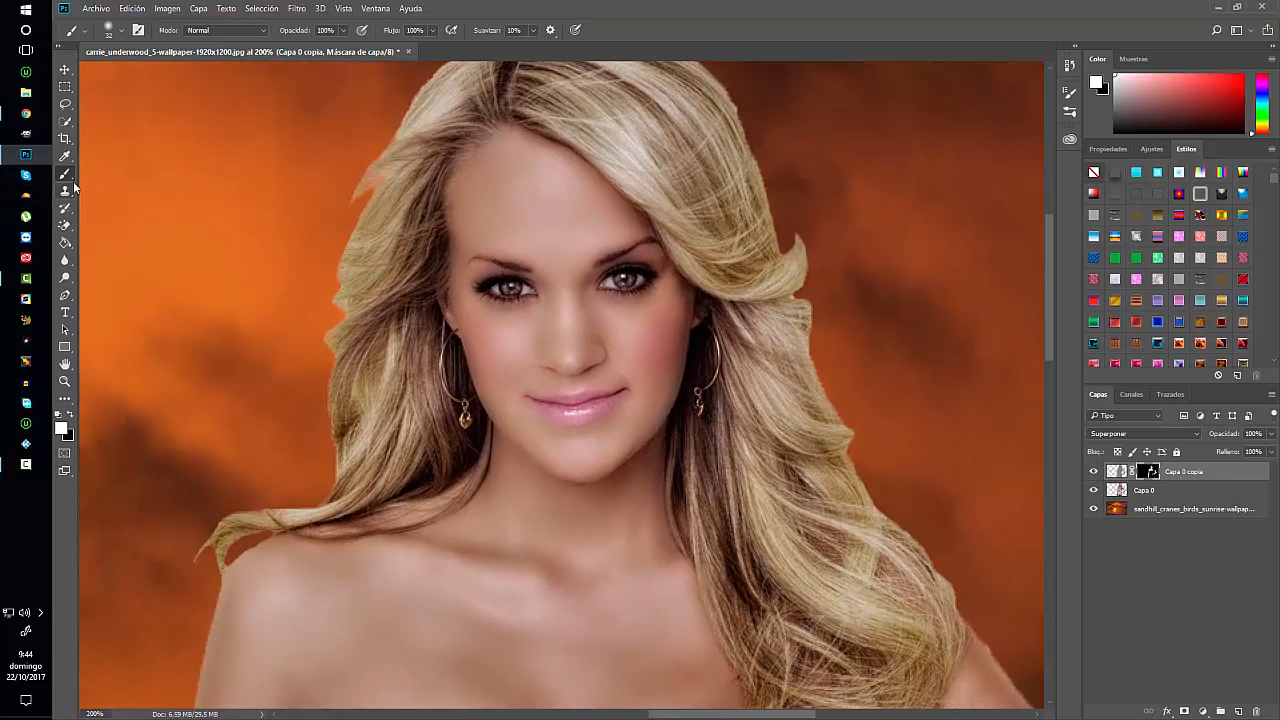 Archivo Edición Imagen Capa Texto Selección Filtro 3D Vista Ventana Ayuda
32 Modo: Normal Opacidad: 100% Flujo: 100% Suavizar: 10%
carrie_underwood_5-wallpaper-1920x1200.jpg al 200% (Capa 0 copia, Máscara de capa/8) *
Color Muestras
Propiedades Ajustes Estilos
Capas Canales Trazados
Tipo
Superponer Opacidad: 100%
Bloq.: Relleno: 100%
Capa 0 copia
Capa 0
sandhill_cranes_birds_sunrise-wallpap...
9:44
domingo
22/10/2017
200% Doc: 6.59 MB/29.5 MB